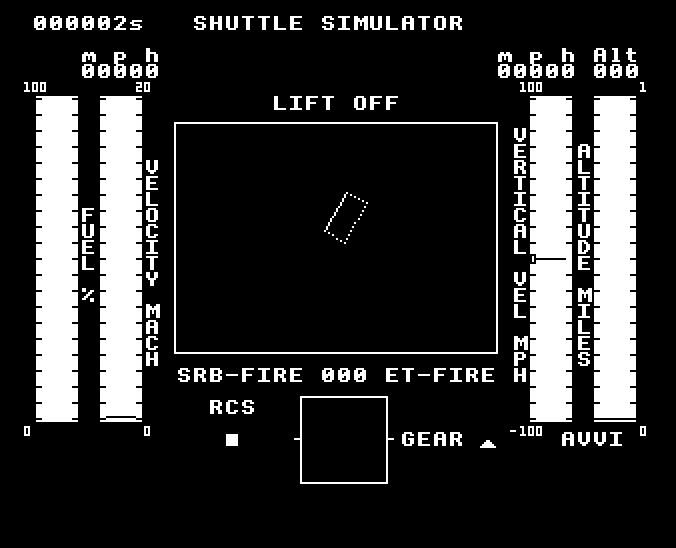 000002s SHUTTLE SIMULATOR
m p h m p h Alt
00000 00000 000
100 20 100 1
LIFT OFF
FUEL %
VELOCITY MACH
VERTICAL VEL MPH
ALTITUDE MILES
SRB-FIRE 000 ET-FIRE
RCS
0 0 -100 0
GEAR AVVI